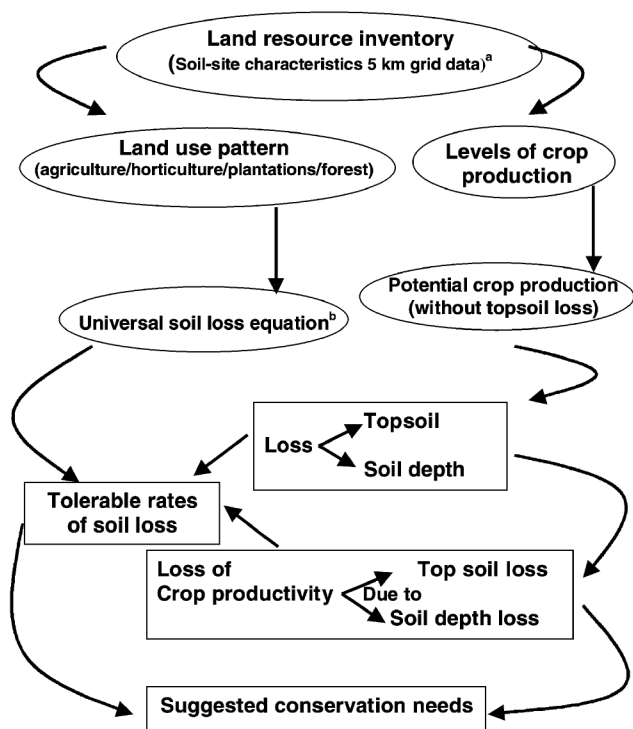 Land resource inventory
(Soil-site characteristics 5 km grid data)ᵃ
Land use pattern
(agriculture/horticulture/plantations/forest)
Levels of crop
production
Potential crop production
(without topsoil loss)
Universal soil loss equationᵇ
Topsoil
Loss
Soil depth
Tolerable rates
of soil loss
Loss of
Crop productivity
Top soil loss
Due to
Soil depth loss
Suggested conservation needs